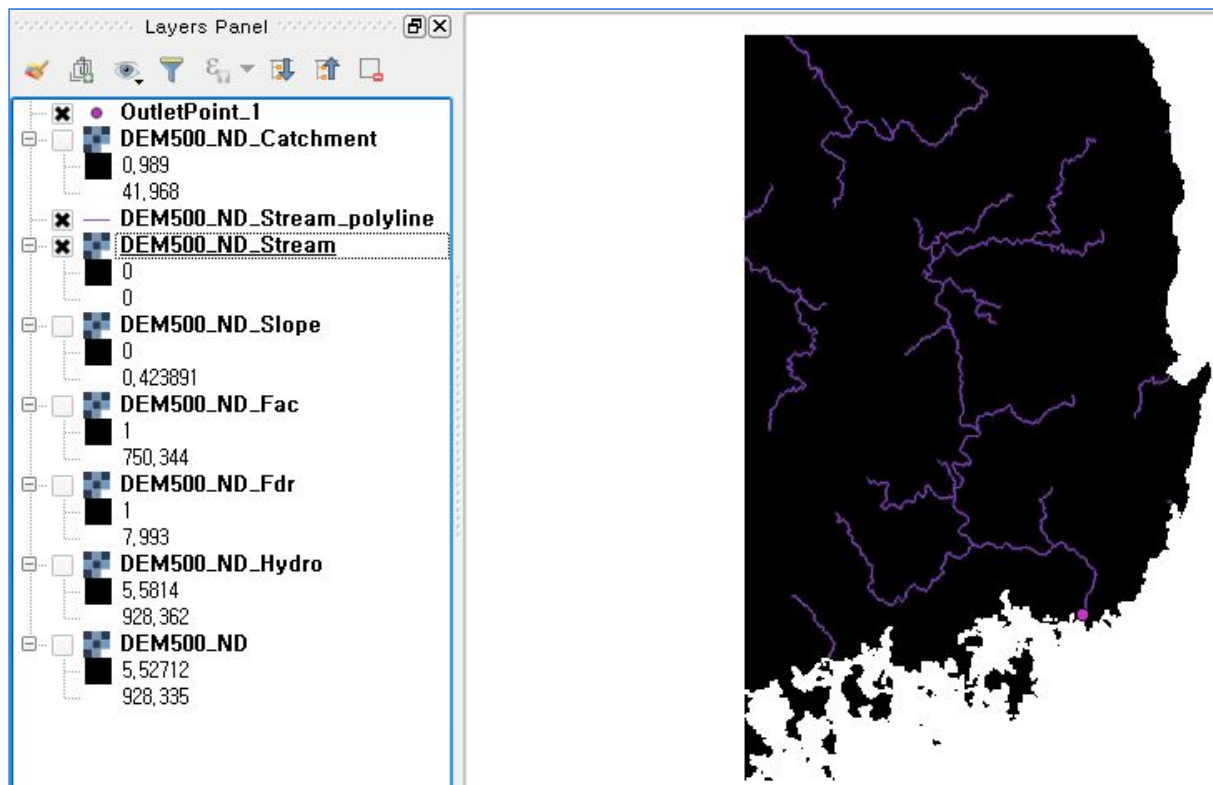 Layers Panel
OutletPoint_1
DEM500_ND_Catchment
0,989
41,968
DEM500_ND_Stream_polyline
DEM500_ND_Stream
0
0
DEM500_ND_Slope
0
0,423891
DEM500_ND_Fac
1
750,344
DEM500_ND_Fdr
1
7,993
DEM500_ND_Hydro
5,5814
928,362
DEM500_ND
5,52712
928,335